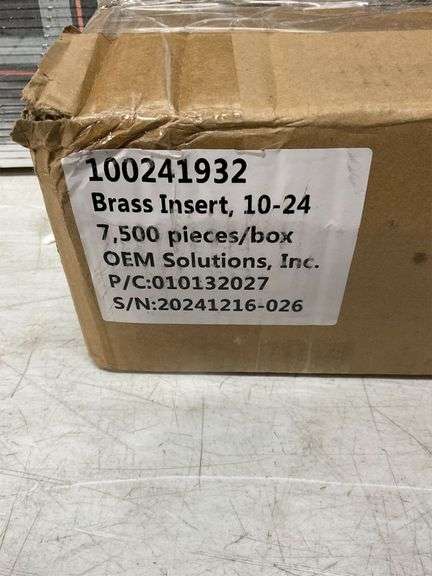 100241932
Brass Insert, 10-24
7,500 pieces/box
OEM Solutions, Inc.
P/C:010132027
S/N:20241216-026